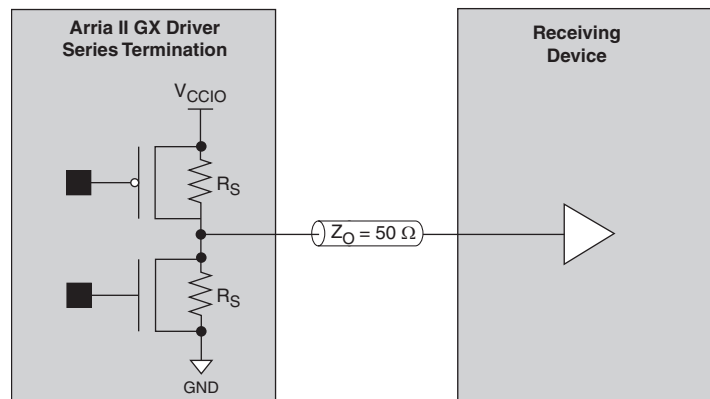 Arria II GX Driver
Series Termination
Receiving
Device
VCCIO
RS
ZO = 50 Ω
RS
GND